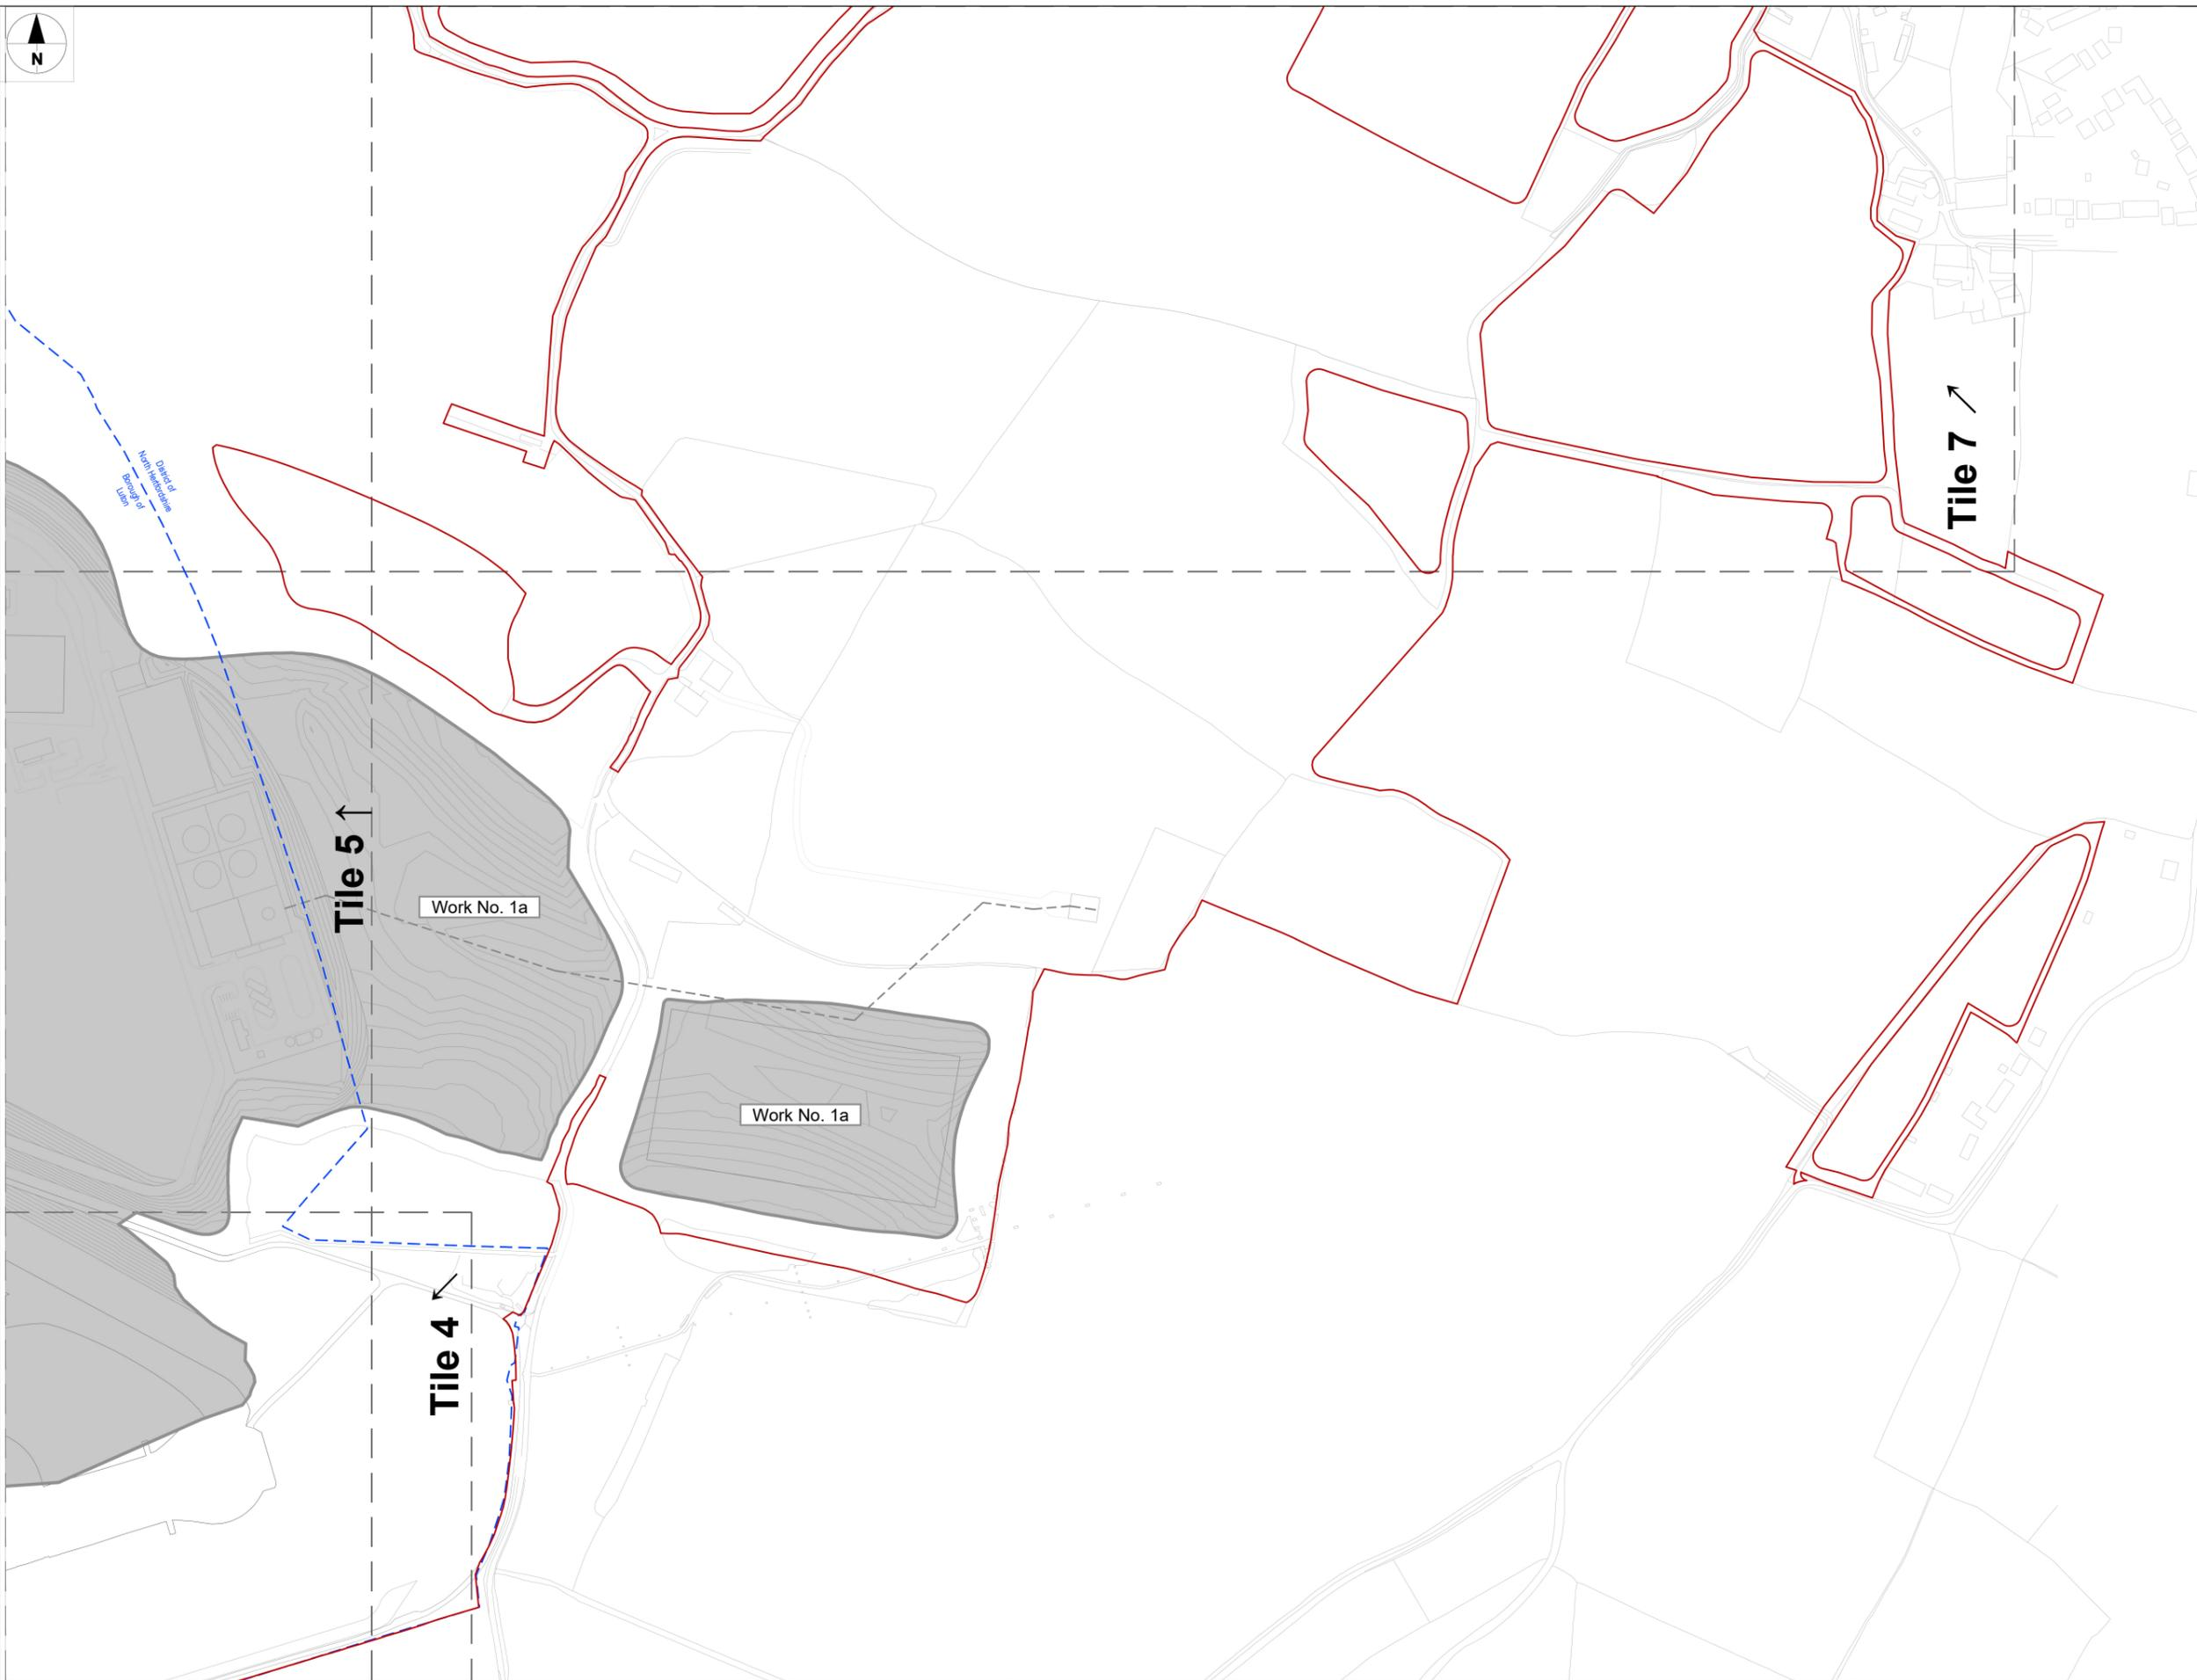 N
District of
North Hertfordshire
Borough of
Luton
Tile 7
Tile 5
Work No. 1a
Work No. 1a
Tile 4